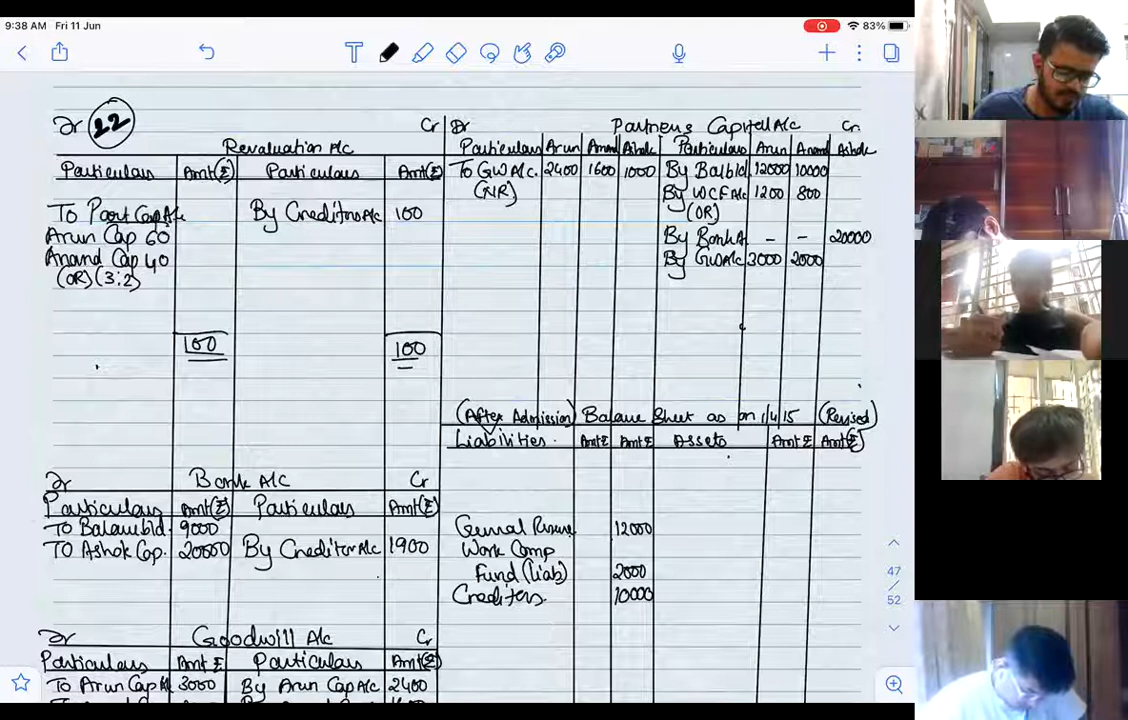 9:38 AM Fri 11 Jun
83%
T
Dr 22 Cr
Revaluation A/c
Particulars Amt(₹) Particulars Amt(₹)
To Part Cap A/c By Creditors A/c 100
Arun Cap 60
Anand Cap 40
(OR) (3:2)
100 100
Dr Partners Capital A/c Cr.
Particulars Arun Anand Ashok Particulars Arun Anand Ashok
To GW A/c. 2400 1600 1000 By Bal b/d 12000 10000
(NR) By WCF A/c 1200 800
(OR)
By Bank A - - 20000
By GW A/c 3000 2000
(After Admission) Balance Sheet as on 1/4/15 (Revised)
Liabilities. Amt ₹ Amt ₹ Assets Amt ₹ Amt ₹
General Reserve 12000
Work Comp
Fund (liab) 2000
Creditors. 10000
Dr Bank A/c Cr
Particulars Amt(₹) Particulars Amt(₹)
To Balance b/d. 9000
To Ashok Cap. 20000 By Creditor A/c 1900
Dr Goodwill A/c Cr
Particulars Amt ₹ Particulars Amt(₹)
To Arun Cap A 3000 By Arun Cap A/c 2400
47
/
52